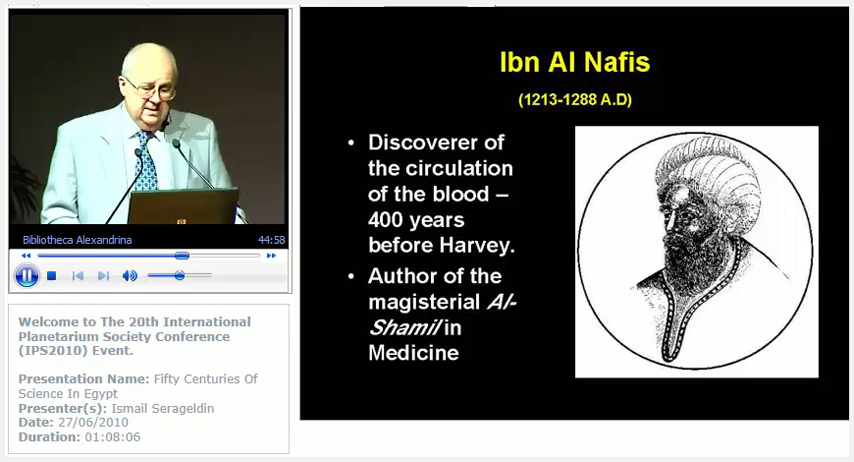 Ibn Al Nafis
(1213-1288 A.D)
• Discoverer of
the circulation
of the blood –
400 years
before Harvey.
• Author of the
magisterial Al-
Shamil in
Medicine
Bibliotheca Alexandrina 44:58
Welcome to The 20th International
Planetarium Society Conference
(IPS2010) Event.
Presentation Name: Fifty Centuries Of
Science In Egypt
Presenter(s): Ismail Serageldin
Date: 27/06/2010
Duration: 01:08:06